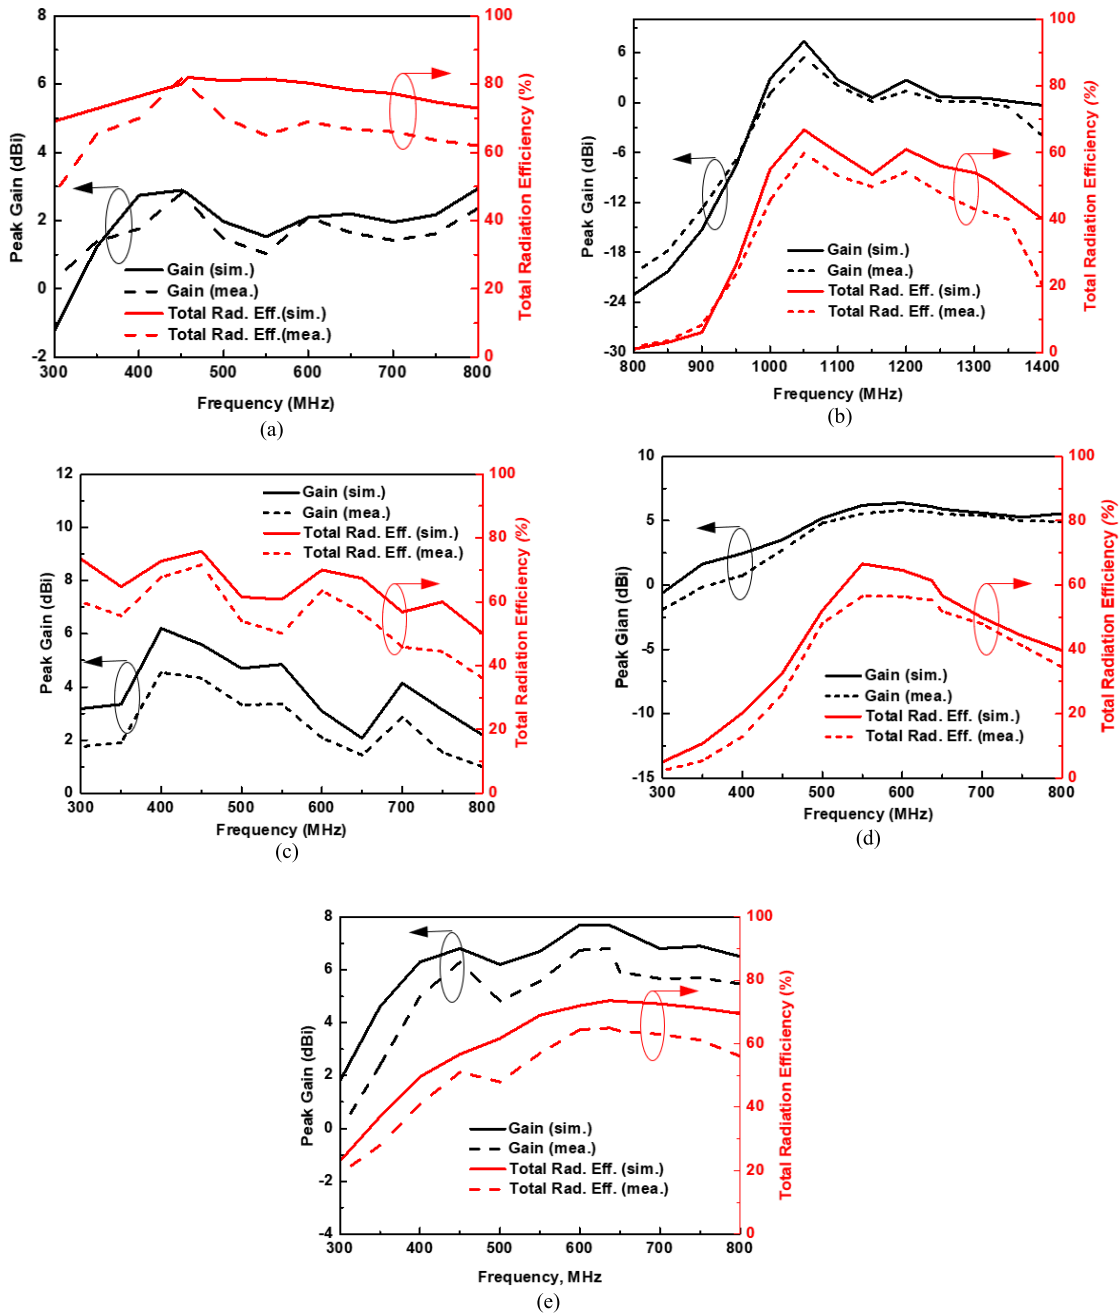 8
6
4
2
0
-2
Peak Gain (dBi)
100
80
60
40
20
0
Total Radiation Efficiency (%)
Gain (sim.)
Gain (mea.)
Total Rad. Eff.(sim.)
Total Rad. Eff.(mea.)
300 400 500 600 700 800
Frequency (MHz)
(a)
6
0
-6
-12
-18
-24
-30
Peak Gain (dBi)
100
80
60
40
20
0
Total Radiation Efficiency (%)
Gain (sim.)
Gain (mea.)
Total Rad. Eff. (sim.)
Total Rad. Eff. (mea.)
800 900 1000 1100 1200 1300 1400
Frequency (MHz)
(b)
12
10
8
6
4
2
0
Peak Gain (dBi)
100
80
60
40
20
0
Total Radiation Efficiency (%)
Gain (sim.)
Gain (mea.)
Total Rad. Eff. (sim.)
Total Rad. Eff. (mea.)
300 400 500 600 700 800
Frequency (MHz)
(c)
10
5
0
-5
-10
-15
Peak Gian (dBi)
100
80
60
40
20
0
Total Radiation Efficiency (%)
Gain (sim.)
Gain (mea.)
Total Rad. Eff. (sim.)
Total Rad. Eff. (mea.)
300 400 500 600 700 800
Frequency (MHz)
(d)
8
6
4
2
0
-2
-4
Peak Gain (dBi)
100
80
60
40
20
0
Total Radiation Efficiency (%)
Gain (sim.)
Gain (mea.)
Total Rad. Eff. (sim.)
Total Rad. Eff. (mea.)
300 400 500 600 700 800
Frequency, MHz
(e)